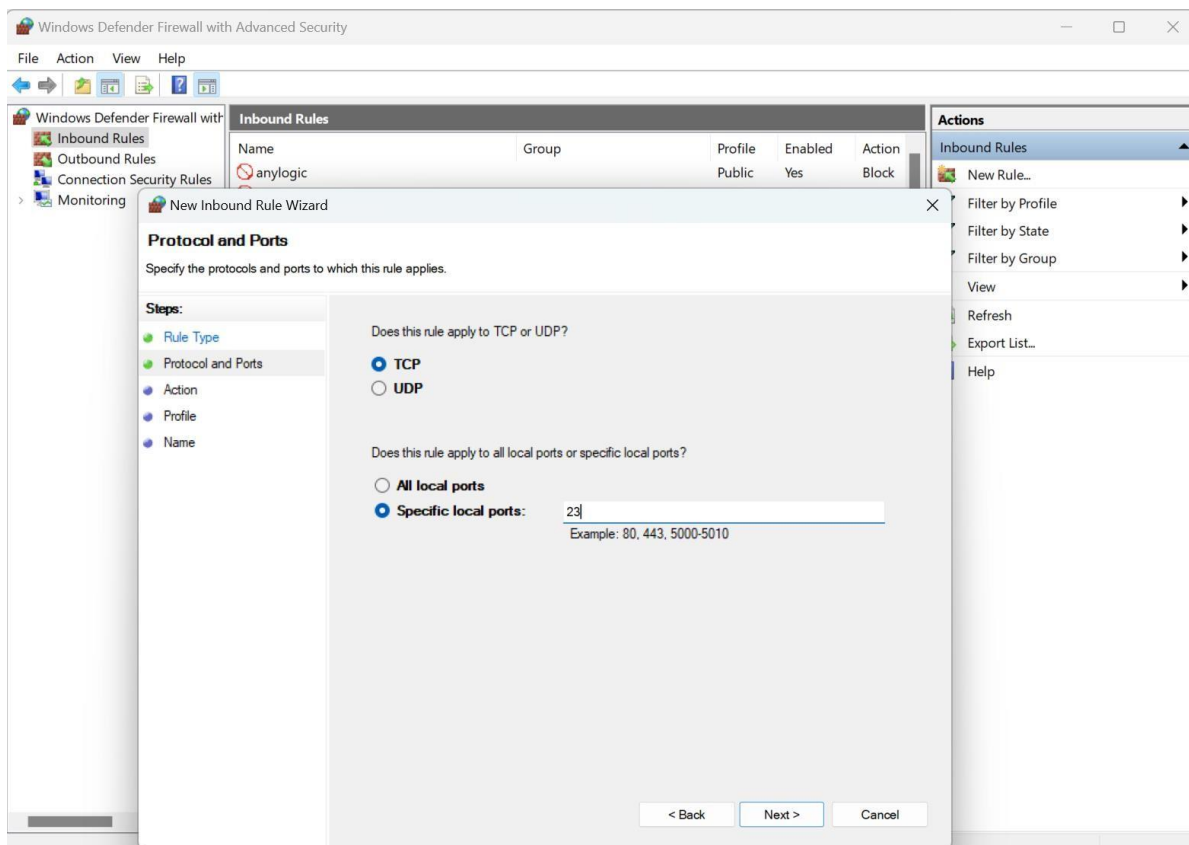 Windows Defender Firewall with Advanced Security
File Action View Help
Windows Defender Firewall with
Inbound Rules
Outbound Rules
Connection Security Rules
Monitoring
Inbound Rules
Name Group Profile Enabled Action
anylogic Public Yes Block
Actions
Inbound Rules
New Rule...
Filter by Profile
Filter by State
Filter by Group
View
Refresh
Export List...
Help
New Inbound Rule Wizard
Protocol and Ports
Specify the protocols and ports to which this rule applies.
Steps:
Rule Type
Protocol and Ports
Action
Profile
Name
Does this rule apply to TCP or UDP?
TCP
UDP
Does this rule apply to all local ports or specific local ports?
All local ports
Specific local ports: 23
Example: 80, 443, 5000-5010
< Back Next > Cancel